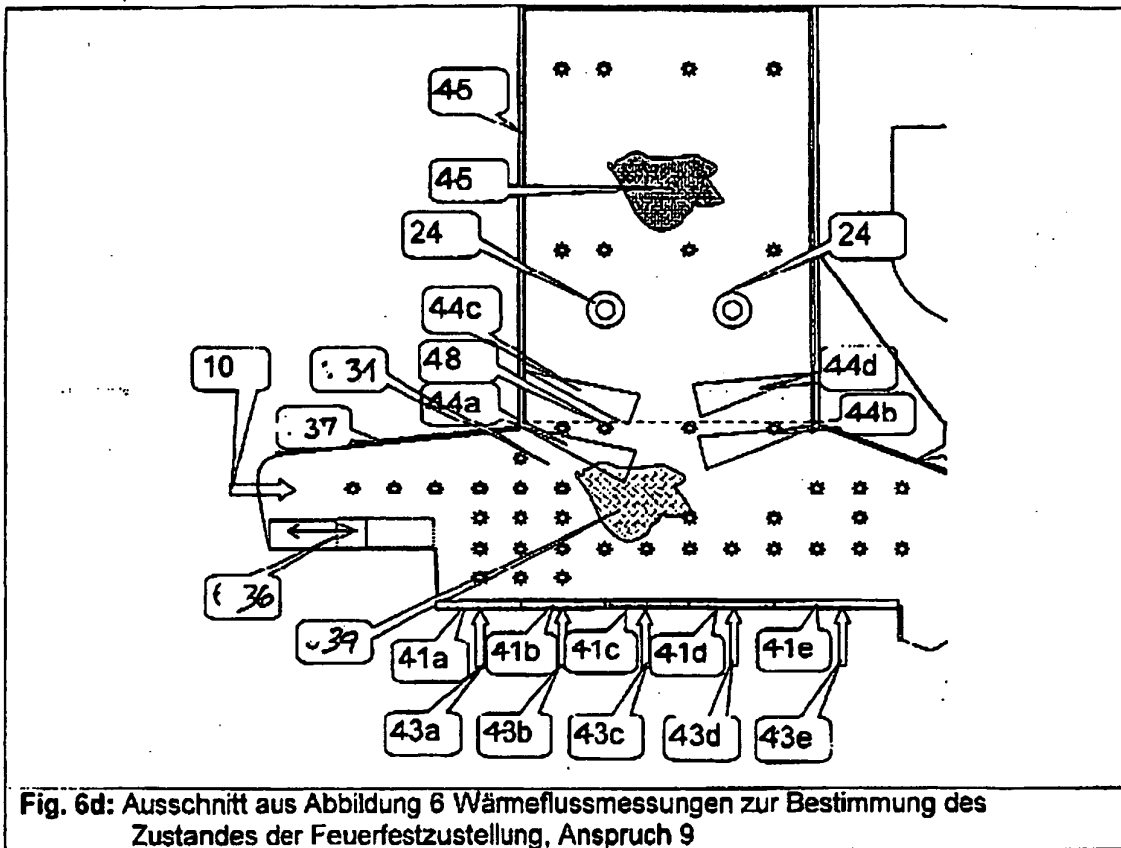 45
45
24
24
44c
10
48
31
44d
44a
44b
37
36
39
41a
41b
41c
41d
41e
43a
43b
43c
43d
43e
Fig. 6d: Ausschnitt aus Abbildung 6 Wärmeflussmessungen zur Bestimmung des
Zustandes der Feuerfestzustellung, Anspruch 9